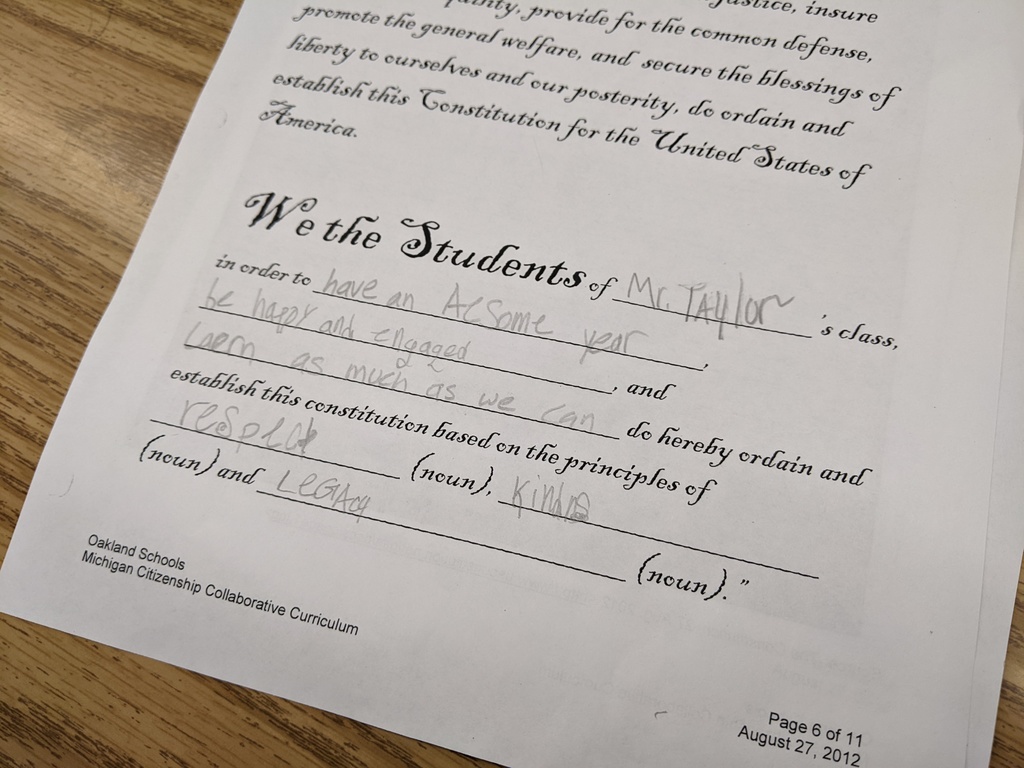 justice, insure
provide for the common defense,
promote the general welfare, and secure the blessings of
liberty to ourselves and our posterity, do ordain and
establish this Constitution for the United States of
America.
We the Students of Mr. TAylor 's class,
in order to have an AeSome year ,
be happy and engaged , and
Laern as much as we can do hereby ordain and
establish this constitution based on the principles of
respect (noun), Kindns
(noun) and LeGAcy (noun)."
Oakland Schools
Michigan Citizenship Collaborative Curriculum
Page 6 of 11
August 27, 2012